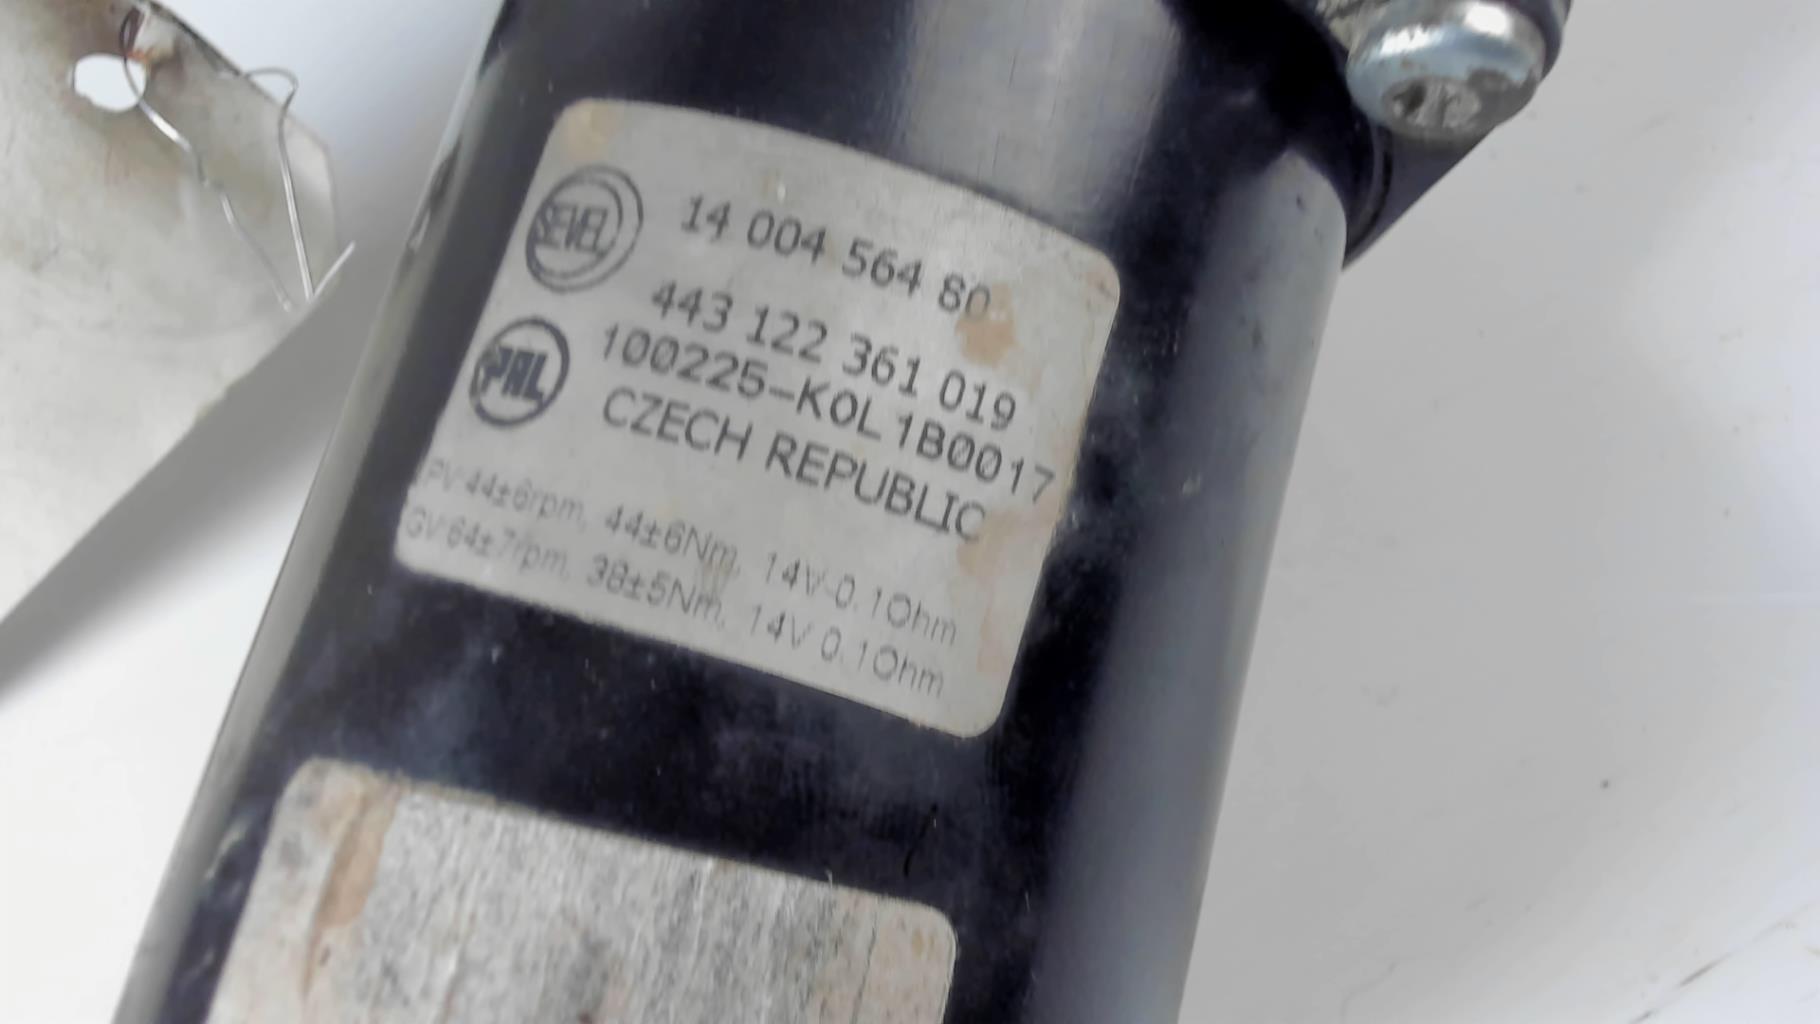 SEVEL 14 004 564 80
443 122 361 019
PAL 100225-K0L1B0017
CZECH REPUBLIC
PV:44±6rpm, 44±6Nm, 14V-0.1Ohm
GV:64±7rpm, 38±5Nm, 14V 0.1Ohm